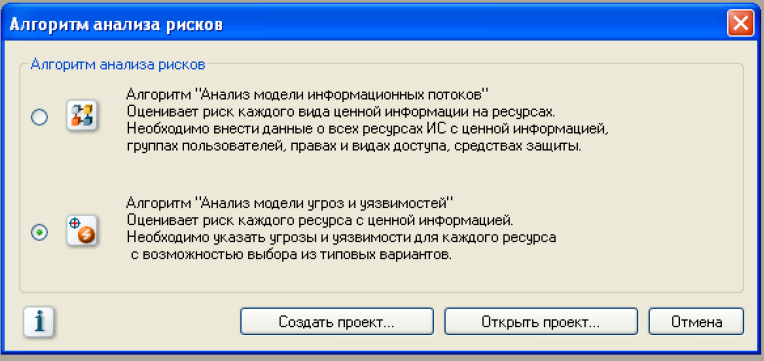 Алгоритм анализа рисков
Алгоритм анализа рисков
Алгоритм "Анализ модели информационных потоков"
Оценивает риск каждого вида ценной информации на ресурсах.
Необходимо внести данные о всех ресурсах ИС с ценной информацией,
группах пользователей, правах и видах доступа, средствах защиты.
Алгоритм "Анализ модели угроз и уязвимостей"
Оценивает риск каждого ресурса с ценной информацией.
Необходимо указать угрозы и уязвимости для каждого ресурса
с возможностью выбора из типовых вариантов.
Создать проект... Открыть проект... Отмена